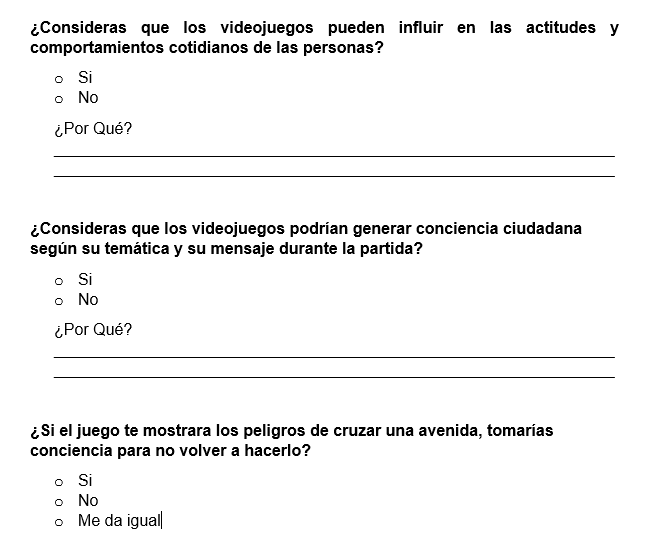 ¿Consideras que los videojuegos pueden influir en las actitudes y
comportamientos cotidianos de las personas?
o Si
o No
¿Por Qué?
¿Consideras que los videojuegos podrían generar conciencia ciudadana
según su temática y su mensaje durante la partida?
o Si
o No
¿Por Qué?
¿Si el juego te mostrara los peligros de cruzar una avenida, tomarías
conciencia para no volver a hacerlo?
o Si
o No
o Me da igual